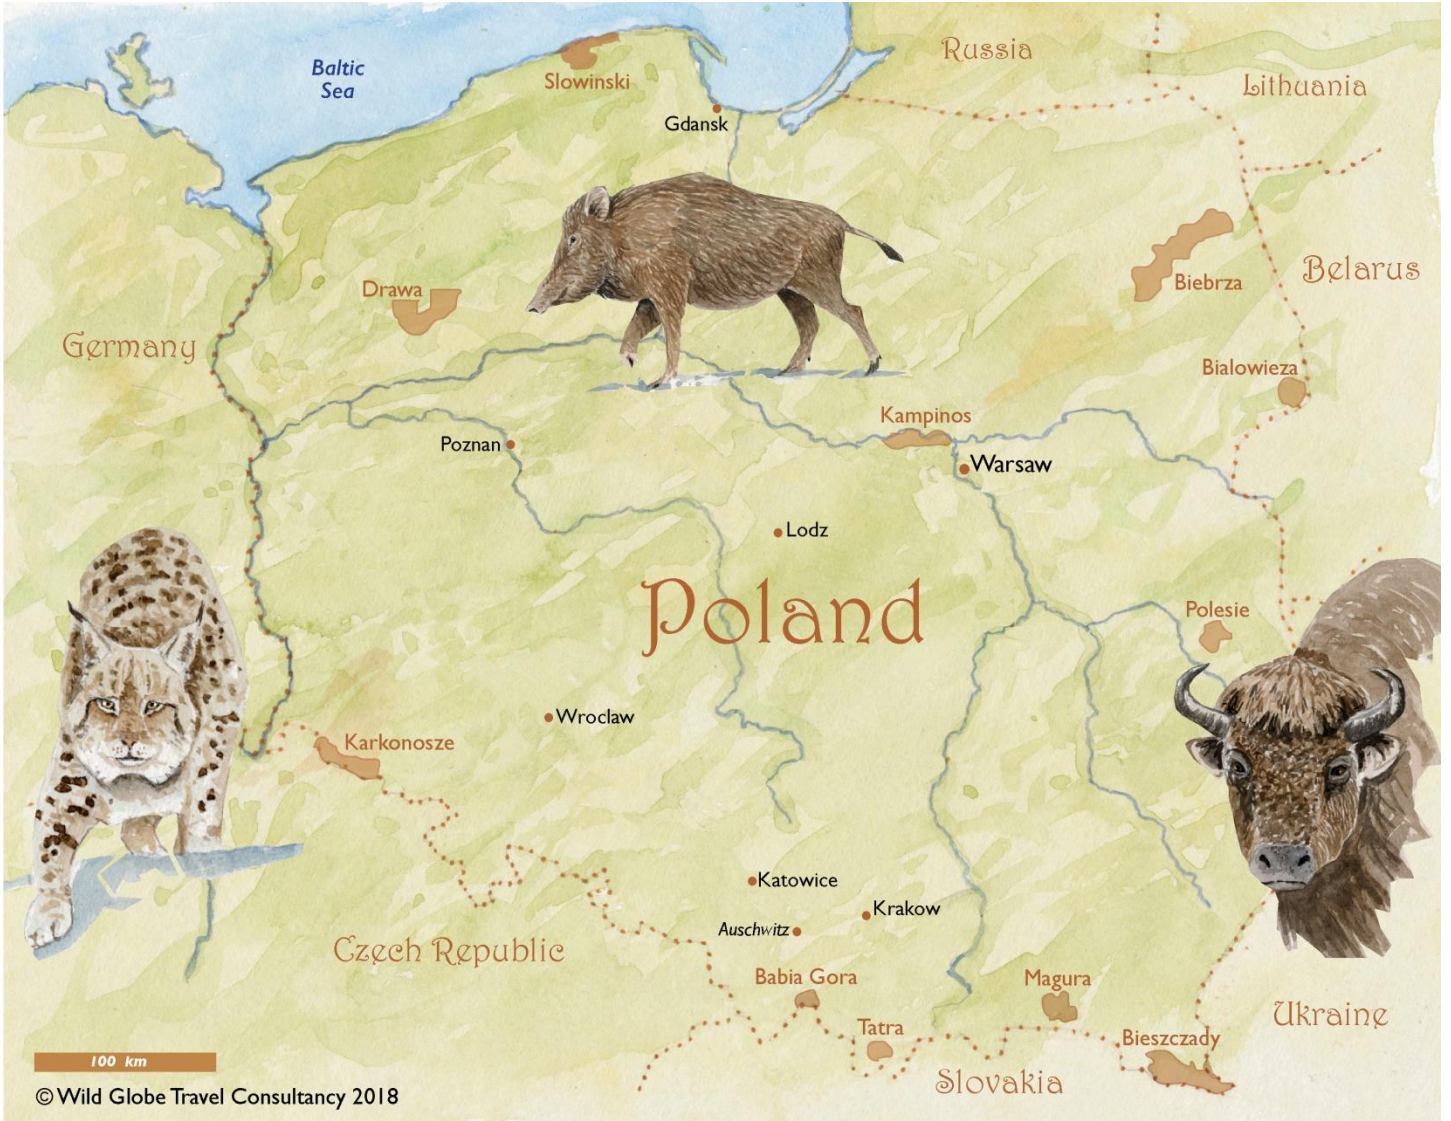 Baltic
Sea
Slowinski
Gdansk
Russia
Lithuania
Drawa
Germany
Biebrza
Belarus
Bialowieza
Kampinos
Poznan
Warsaw
Lodz
Poland
Polesie
Wroclaw
Karkonosze
Katowice
Krakow
Auschwitz
Czech Republic
Babia Gora
Magura
Tatra
Bieszczady
Ukraine
Slovakia
100 km
© Wild Globe Travel Consultancy 2018